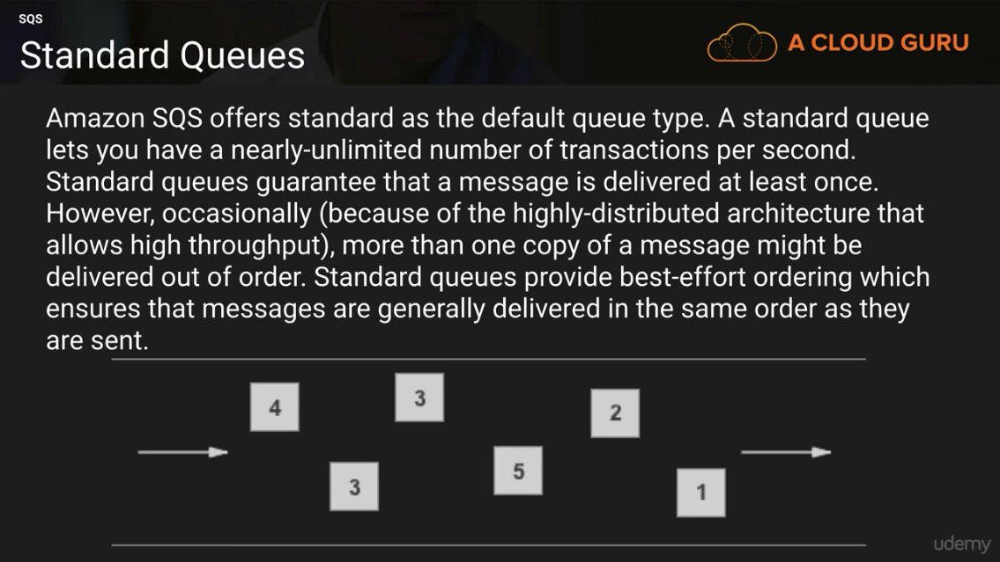 SQS
Standard Queues
A CLOUD GURU
Amazon SQS offers standard as the default queue type. A standard queue
lets you have a nearly-unlimited number of transactions per second.
Standard queues guarantee that a message is delivered at least once.
However, occasionally (because of the highly-distributed architecture that
allows high throughput), more than one copy of a message might be
delivered out of order. Standard queues provide best-effort ordering which
ensures that messages are generally delivered in the same order as they
are sent.
4
3
2
3
5
1
udemy